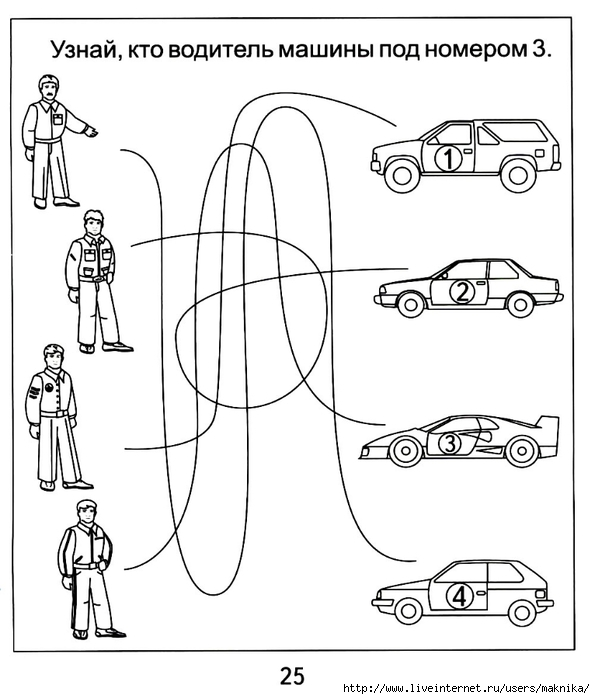 Узнай, кто водитель машины под номером 3.
1
2
3
4
25
http://www.liveinternet.ru/users/maknika/